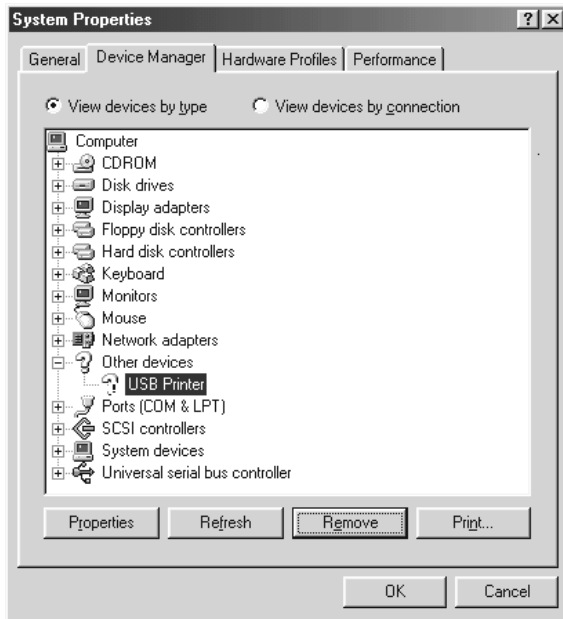 System Properties
General Device Manager Hardware Profiles Performance
View devices by type View devices by connection
Computer
CDROM
Disk drives
Display adapters
Floppy disk controllers
Hard disk controllers
Keyboard
Monitors
Mouse
Network adapters
Other devices
USB Printer
Ports (COM & LPT)
SCSI controllers
System devices
Universal serial bus controller
Properties Refresh Remove Print...
OK Cancel